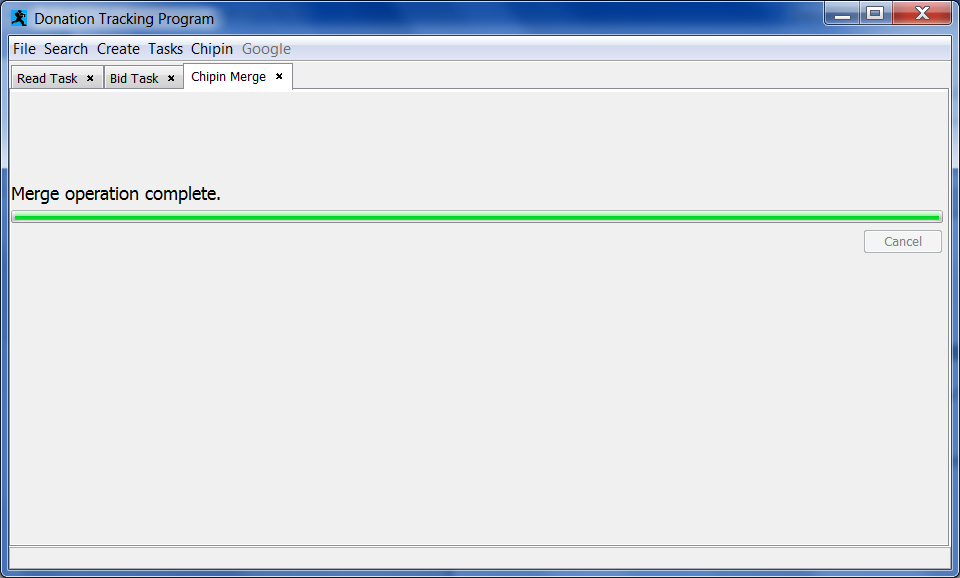 Donation Tracking Program
File Search Create Tasks Chipin Google
Read Task × Bid Task × Chipin Merge ×
Merge operation complete.
Cancel